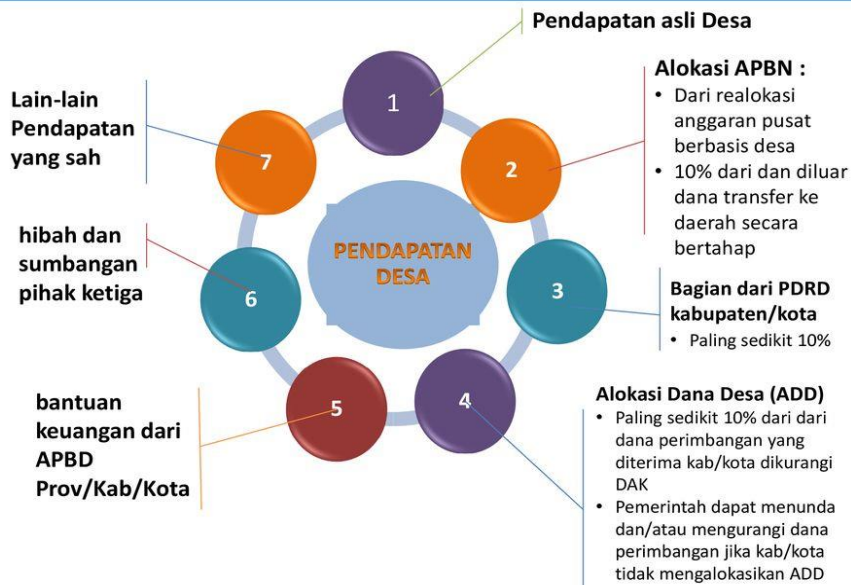 1
Pendapatan asli Desa
2
Alokasi APBN :
• Dari realokasi
anggaran pusat
berbasis desa
• 10% dari dan diluar
dana transfer ke
daerah secara
bertahap
3
Bagian dari PDRD
kabupaten/kota
• Paling sedikit 10%
4
Alokasi Dana Desa (ADD)
• Paling sedikit 10% dari dari
dana perimbangan yang
diterima kab/kota dikurangi
DAK
• Pemerintah dapat menunda
dan/atau mengurangi dana
perimbangan jika kab/kota
tidak mengalokasikan ADD
5
bantuan
keuangan dari
APBD
Prov/Kab/Kota
6
hibah dan
sumbangan
pihak ketiga
7
Lain-lain
Pendapatan
yang sah
PENDAPATAN
DESA